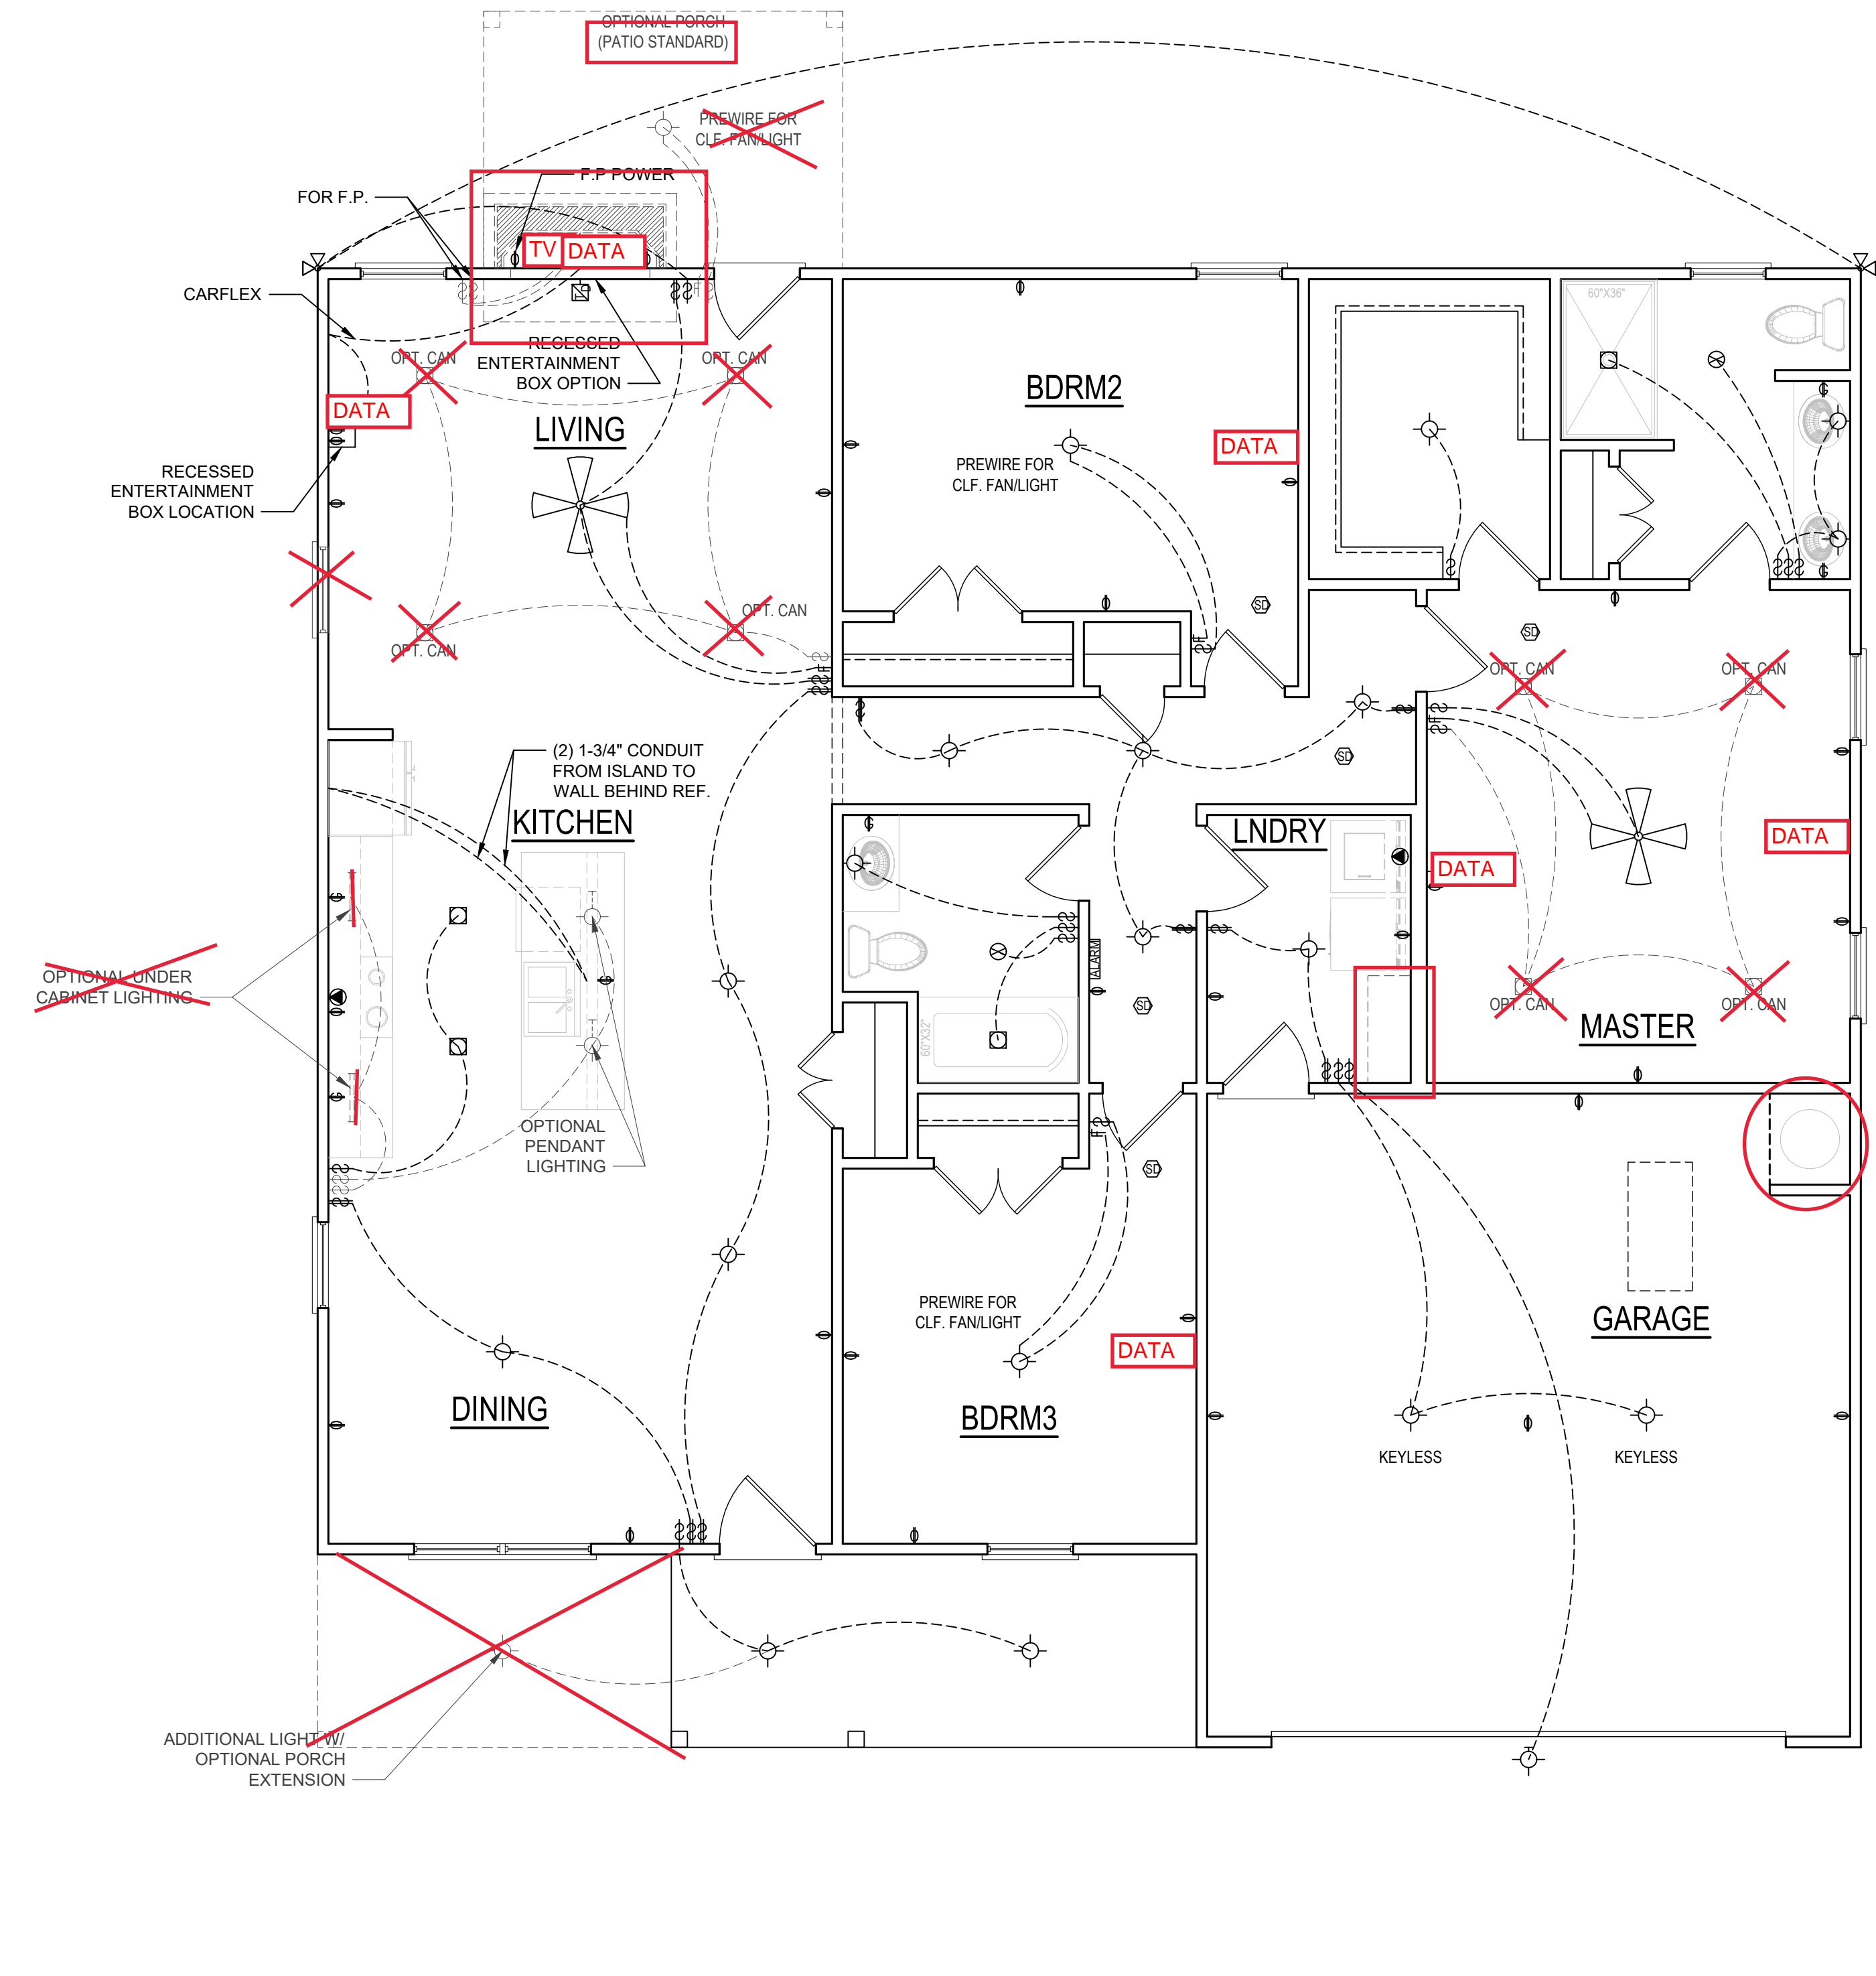 OPTIONAL PORCH
(PATIO STANDARD)
PREWIRE FOR
CLF. FAN/LIGHT
F.P POWER
FOR F.P.
TV
DATA
CARFLEX
60"X36"
RECESSED
ENTERTAINMENT
BOX OPTION
OPT. CAN
OPT. CAN
BDRM2
DATA
LIVING
DATA
PREWIRE FOR
CLF. FAN/LIGHT
RECESSED
ENTERTAINMENT
BOX LOCATION
SD
OPT. CAN
OPT. CAN
SD
OPT. CAN
OPT. CAN
(2) 1-3/4" CONDUIT
FROM ISLAND TO
WALL BEHIND REF.
SD
KITCHEN
LNDRY
DATA
DATA
ALARM
OPTIONAL UNDER
CABINET LIGHTING
SD
OPT. CAN
OPT. CAN
MASTER
60"X32"
OPTIONAL
PENDANT
LIGHTING
SD
PREWIRE FOR
CLF. FAN/LIGHT
GARAGE
DATA
DINING
BDRM3
KEYLESS
KEYLESS
ADDITIONAL LIGHT W/
OPTIONAL PORCH
EXTENSION